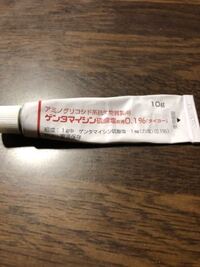 10g
アミノグリコシド系抗生物質製剤
ゲンタマイシン硫酸塩軟膏0.1%「タイヨー」
1g中 ゲンタマイシン硫酸塩 1mg(力価)(0.1%)